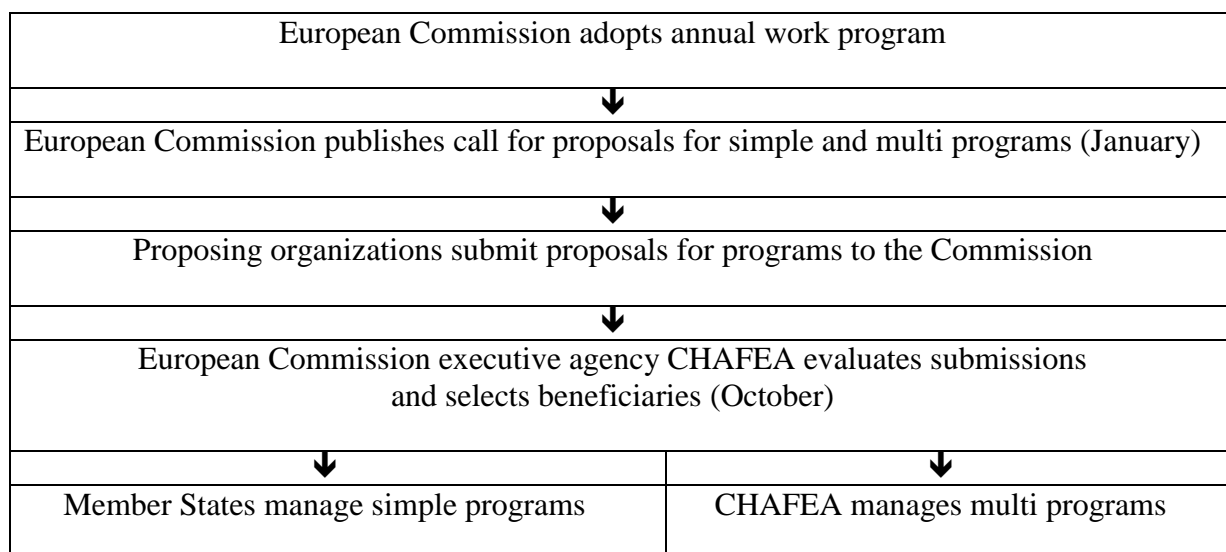 European Commission adopts annual work program
🡻
European Commission publishes call for proposals for simple and multi programs (January)
🡻
Proposing organizations submit proposals for programs to the Commission
🡻
European Commission executive agency CHAFEA evaluates submissions
and selects beneficiaries (October)
🡻 🡻
Member States manage simple programs
CHAFEA manages multi programs